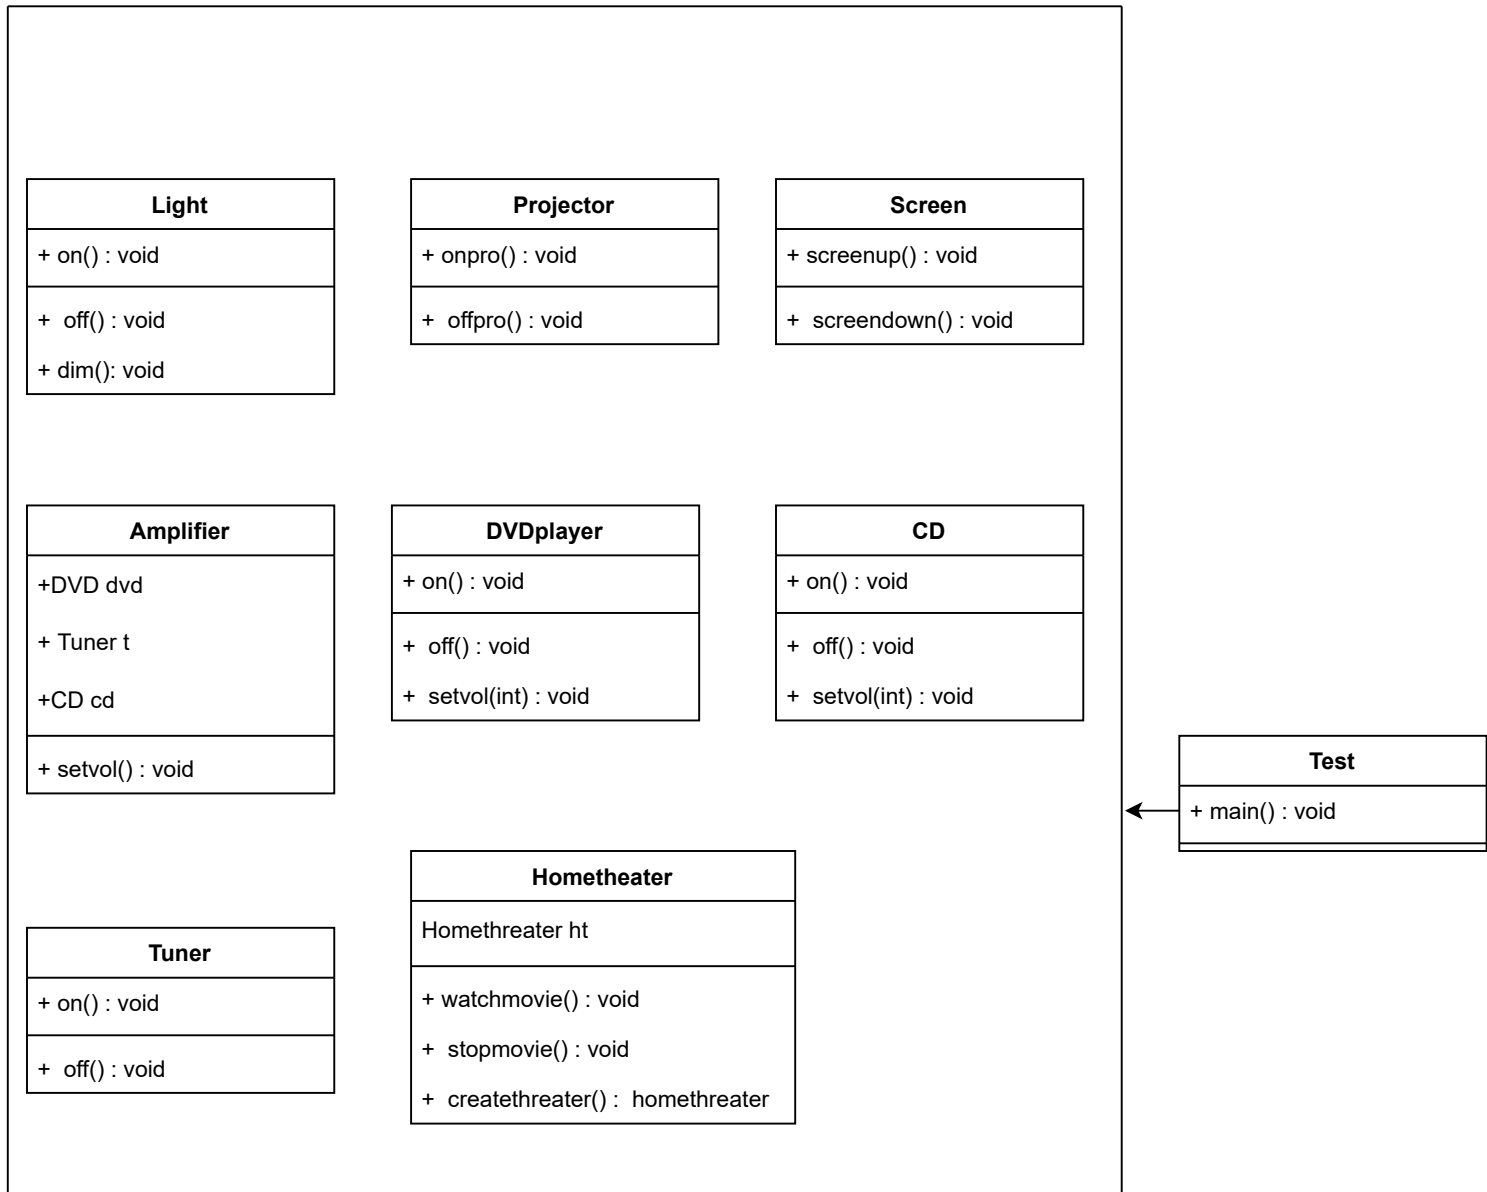 Light
+ on() : void
+ off() : void
+ dim(): void
Projector
+ onpro() : void
+ offpro() : void
Screen
+ screenup() : void
+ screendown() : void
Amplifier
+DVD dvd
+ Tuner t
+CD cd
+ setvol() : void
DVDplayer
+ on() : void
+ off() : void
+ setvol(int) : void
CD
+ on() : void
+ off() : void
+ setvol(int) : void
Test
+ main() : void
Tuner
+ on() : void
+ off() : void
Hometheater
Homethreater ht
+ watchmovie() : void
+ stopmovie() : void
+ createthreater() : homethreater